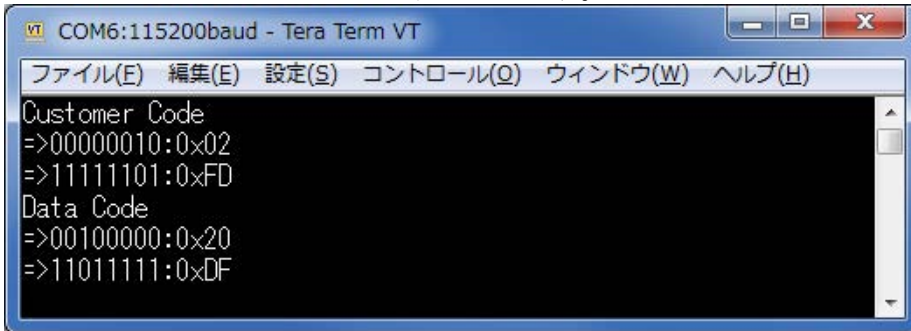 COM6:115200baud - Tera Term VT
ファイル(F) 編集(E) 設定(S) コントロール(O) ウィンドウ(W) ヘルプ(H)
Customer Code
=>00000010:0x02
=>11111101:0xFD
Data Code
=>00100000:0x20
=>11011111:0xDF